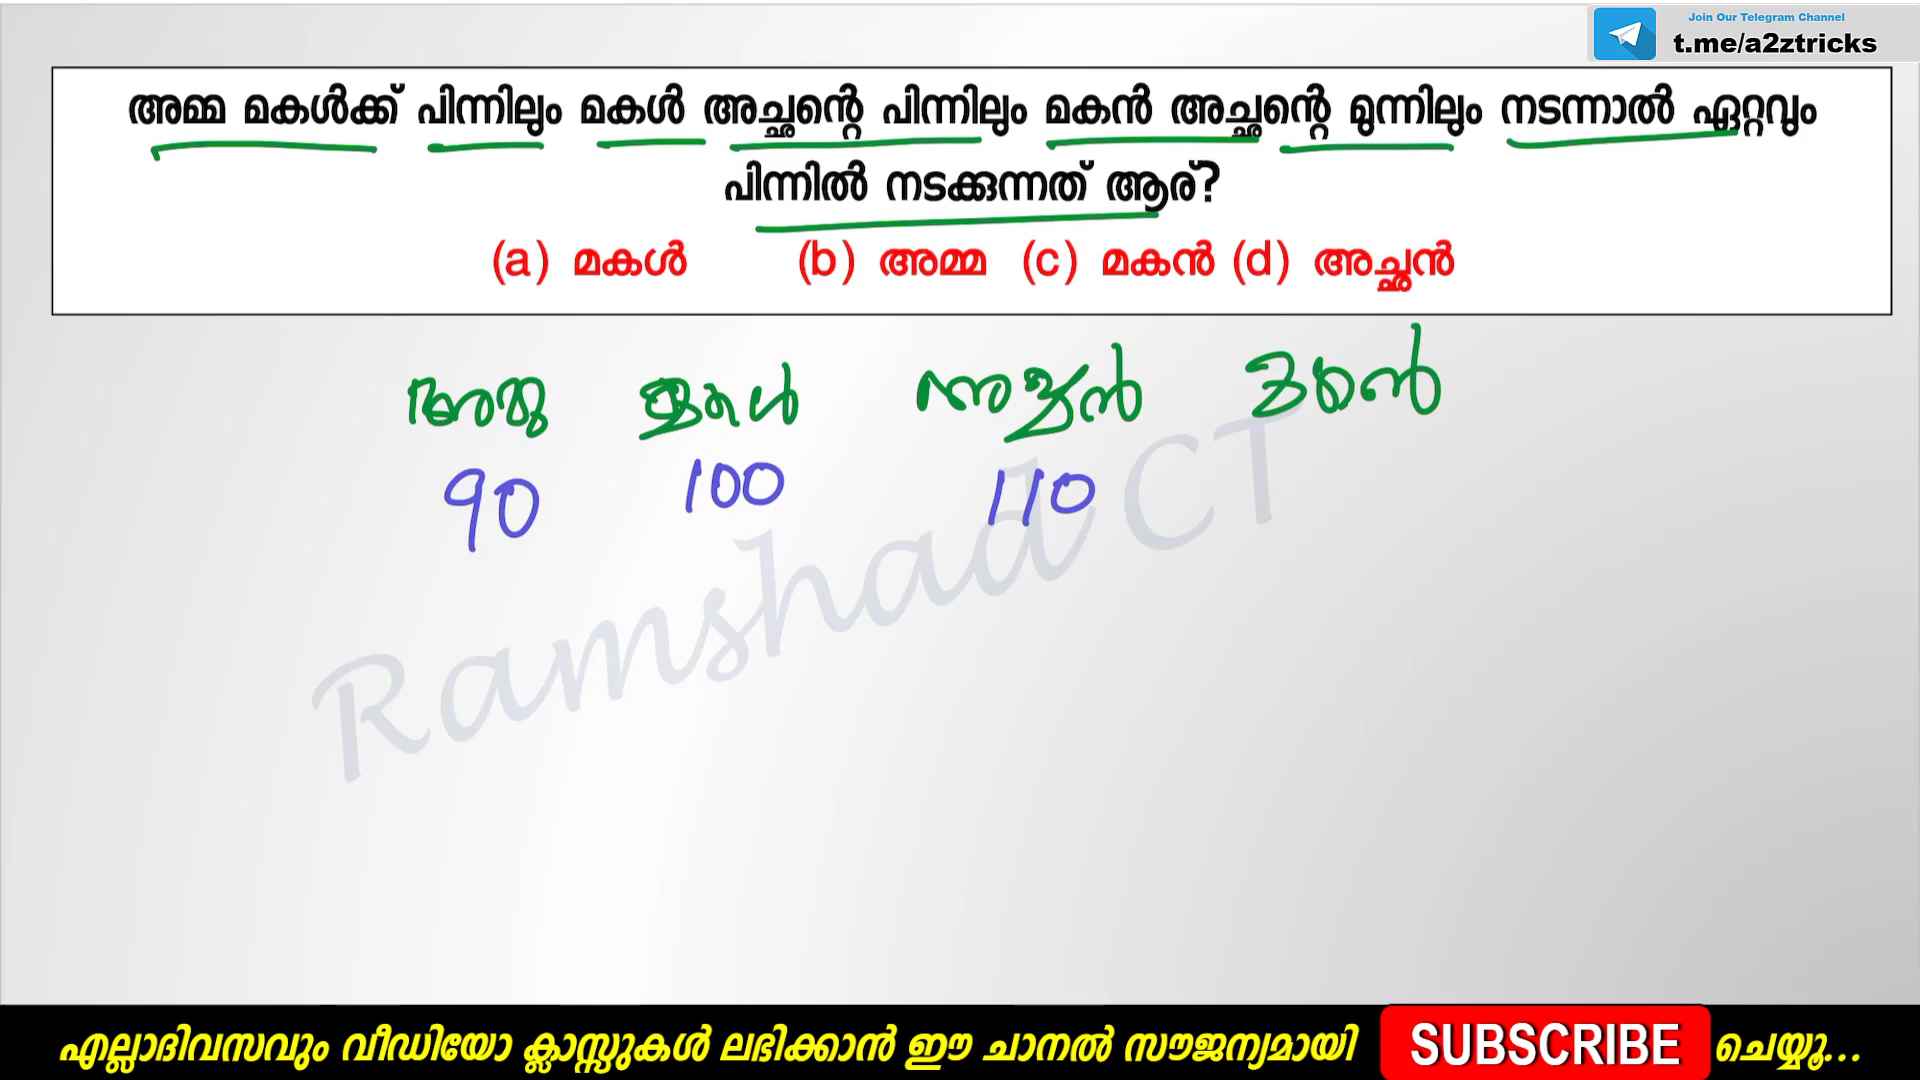 Join Our Telegram Channel
t.me/a2ztricks
അമ്മ മകൾക്ക് പിന്നിലും മകൾ അച്ഛന്റെ പിന്നിലും മകൻ അച്ഛന്റെ മുന്നിലും നടന്നാൽ ഏറ്റവും
പിന്നിൽ നടക്കുന്നത് ആര്?
(a) മകൾ (b) അമ്മ (c) മകൻ (d) അച്ഛൻ
അമ്മ മകൾ അച്ഛൻ മകൻ
90 100 110
Ramshad CT
എല്ലാദിവസവും വീഡിയോ ക്ലാസ്സുകൾ ലഭിക്കാൻ ഈ ചാനൽ സൗജന്യമായി SUBSCRIBE ചെയ്യൂ...